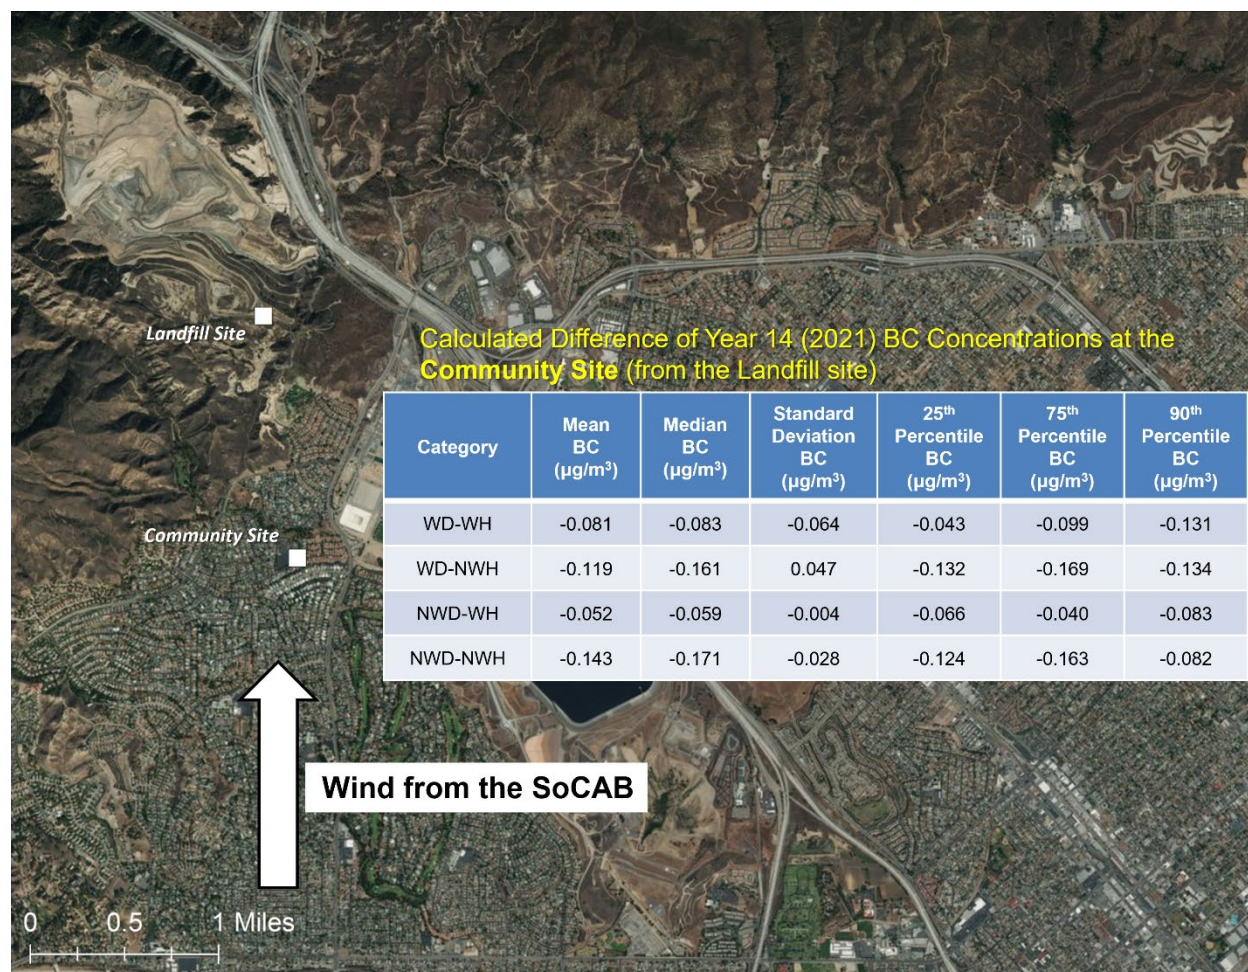 Landfill Site
Calculated Difference of Year 14 (2021) BC Concentrations at the
Community Site (from the Landfill site)
Category
Mean
BC
(µg/m³)
Median
BC
(µg/m³)
Standard
Deviation
BC
(µg/m³)
25th
Percentile
BC
(µg/m³)
75th
Percentile
BC
(µg/m³)
90th
Percentile
BC
(µg/m³)
WD-WH -0.081 -0.083 -0.064 -0.043 -0.099 -0.131
WD-NWH -0.119 -0.161 0.047 -0.132 -0.169 -0.134
NWD-WH -0.052 -0.059 -0.004 -0.066 -0.040 -0.083
NWD-NWH -0.143 -0.171 -0.028 -0.124 -0.163 -0.082
Community Site
Wind from the SoCAB
0 0.5 1 Miles